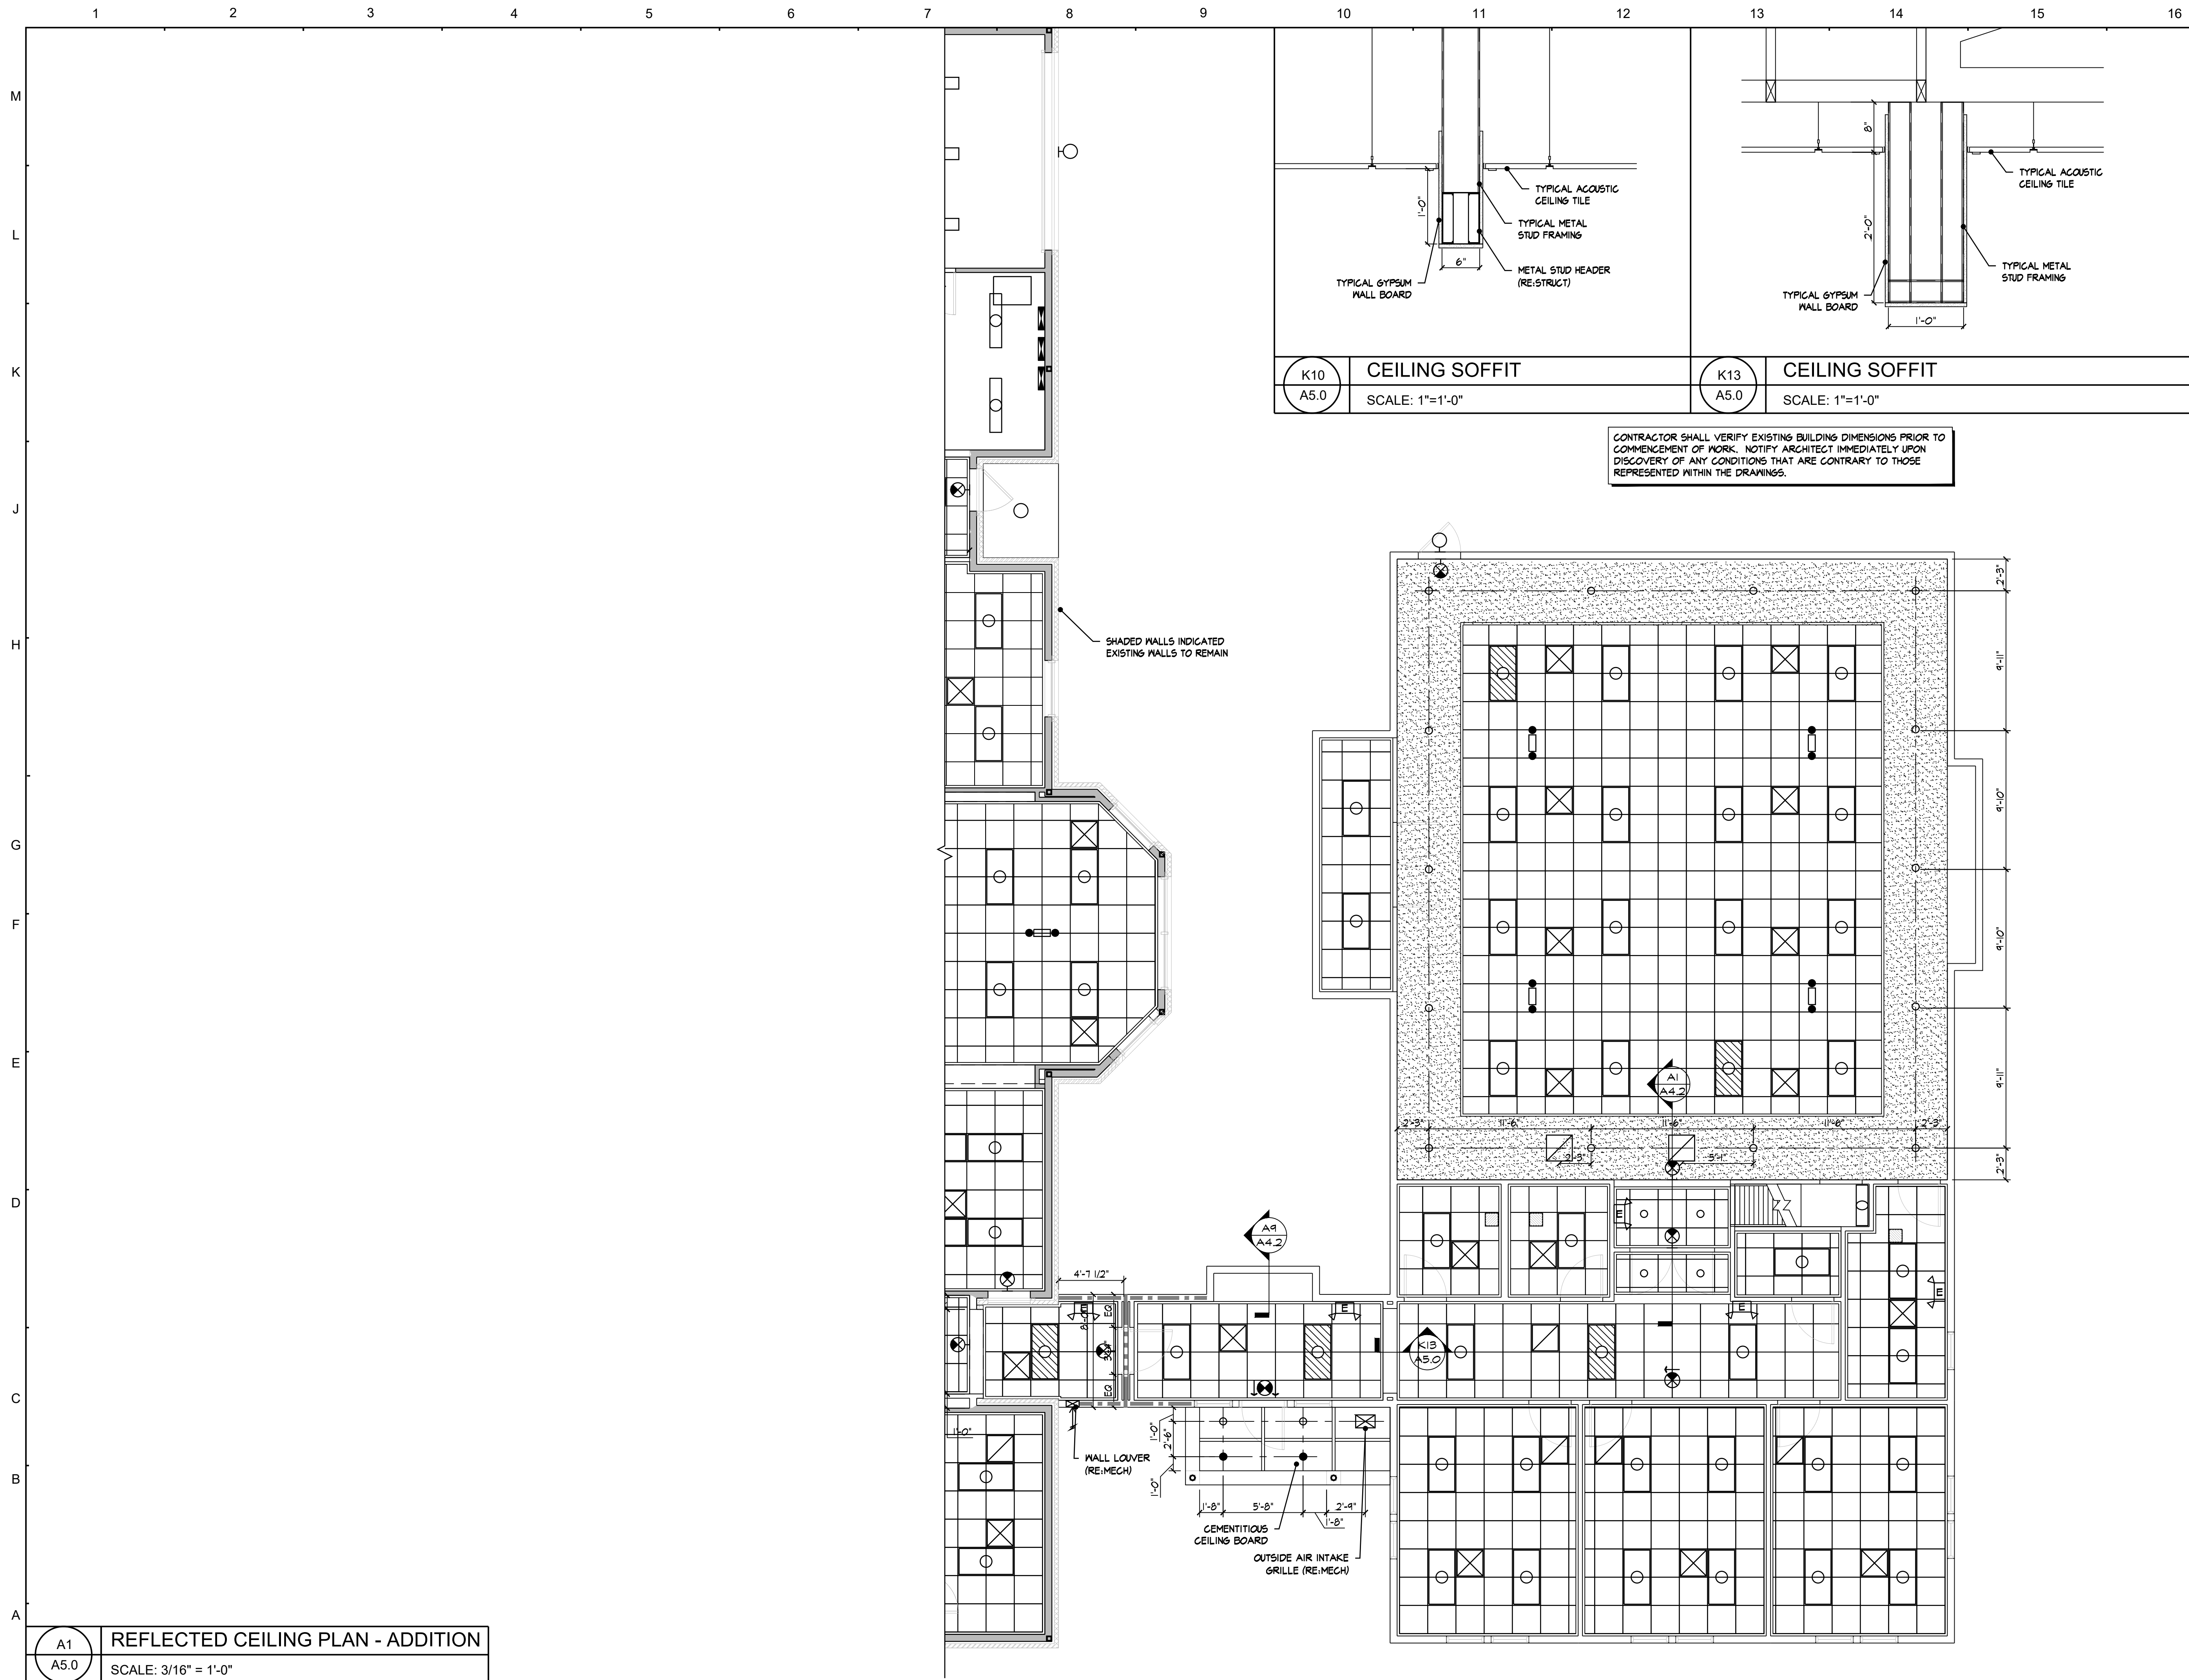 1 2 3 4 5 6 7 8 9 10 11 12 13 14 15 16
M
L
K
J
H
G
F
E
D
C
B
A
1'-0"
6"
TYPICAL ACOUSTIC
CEILING TILE
TYPICAL METAL
STUD FRAMING
METAL STUD HEADER
(RE:STRUCT)
TYPICAL GYPSUM
WALL BOARD
K10
A5.0
CEILING SOFFIT
SCALE: 1"=1'-0"
8"
2'-0"
1'-0"
TYPICAL ACOUSTIC
CEILING TILE
TYPICAL METAL
STUD FRAMING
TYPICAL GYPSUM
WALL BOARD
K13
A5.0
CEILING SOFFIT
SCALE: 1"=1'-0"
CONTRACTOR SHALL VERIFY EXISTING BUILDING DIMENSIONS PRIOR TO
COMMENCEMENT OF WORK. NOTIFY ARCHITECT IMMEDIATELY UPON
DISCOVERY OF ANY CONDITIONS THAT ARE CONTRARY TO THOSE
REPRESENTED WITHIN THE DRAWINGS.
SHADED WALLS INDICATED
EXISTING WALLS TO REMAIN
2'-3"
9'-11"
9'-10"
9'-10"
9'-11"
2'-3"
A1
A4.2
2'-3" 11'-6" 11'-6" 11'-6" 2'-3"
2'-3" 5'-1"
E
E
A9
A4.2
4'-7 1/2"
E
8'-0"
EQ
EQ
E
E
K13
A5.0
1'-0"
WALL LOUVER
(RE:MECH)
1'-0"
2'-6"
1'-0"
1'-8" 5'-8" 2'-9"
1'-8"
CEMENTITIOUS
CEILING BOARD
OUTSIDE AIR INTAKE
GRILLE (RE:MECH)
A1
A5.0
REFLECTED CEILING PLAN - ADDITION
SCALE: 3/16" = 1'-0"